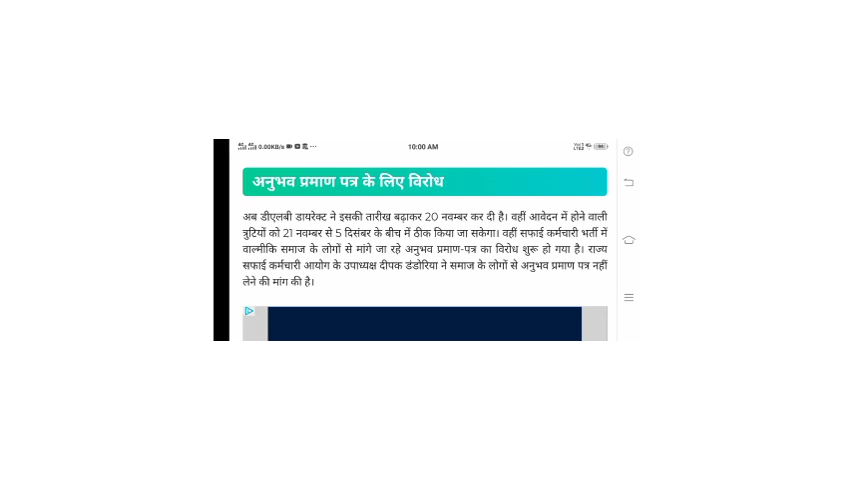 0.00KB/s ... 10:00 AM
अनुभव प्रमाण पत्र के लिए विरोध
अब डीएलबी डायरेक्ट ने इसकी तारीख बढ़ाकर 20 नवम्बर कर दी है। वहीं आवेदन में होने वाली
त्रुटियों को 21 नवम्बर से 5 दिसंबर के बीच में ठीक किया जा सकेगा। वहीं सफाई कर्मचारी भर्ती में
वाल्मीकि समाज के लोगों से मांगे जा रहे अनुभव प्रमाण-पत्र का विरोध शुरू हो गया है। राज्य
सफाई कर्मचारी आयोग के उपाध्यक्ष दीपक डंडोरिया ने समाज के लोगों से अनुभव प्रमाण पत्र नहीं
लेने की मांग की है।